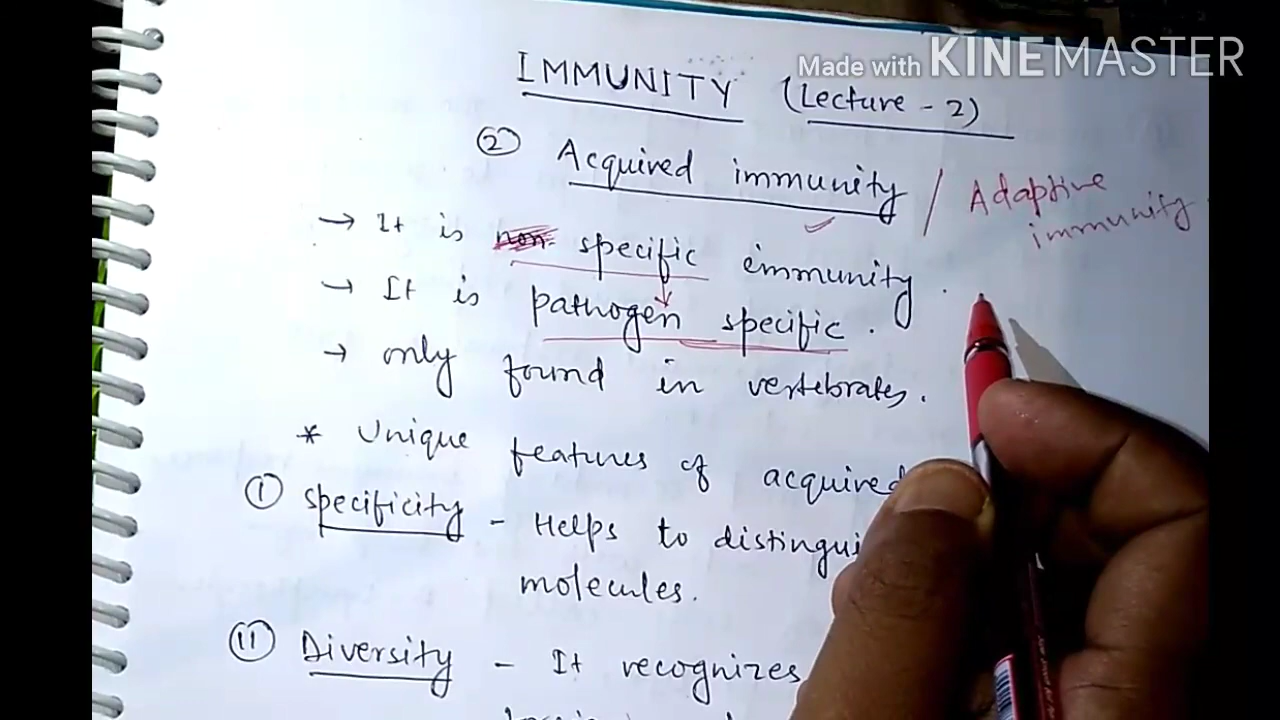 Made with KINEMASTER
IMMUNITY (Lecture - 2)
② Acquired immunity / Adaptive immunity
→ It is non specific emmunity.
→ It is pathogen specific.
→ only found in vertebrates.
* Unique features of acquired
① specificity - Helps to distingui
molecules.
⑪ Diversity - It recognizes